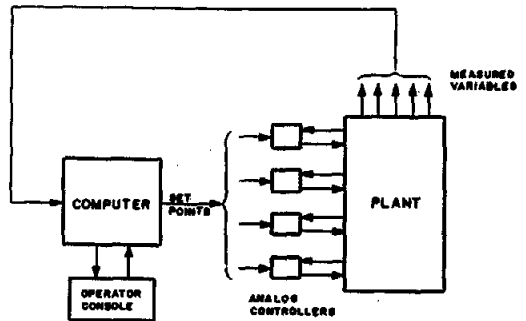 MEASURED
VARIABLES
COMPUTER
SET
POINTS
PLANT
OPERATOR
CONSOLE
ANALOG
CONTROLLERS